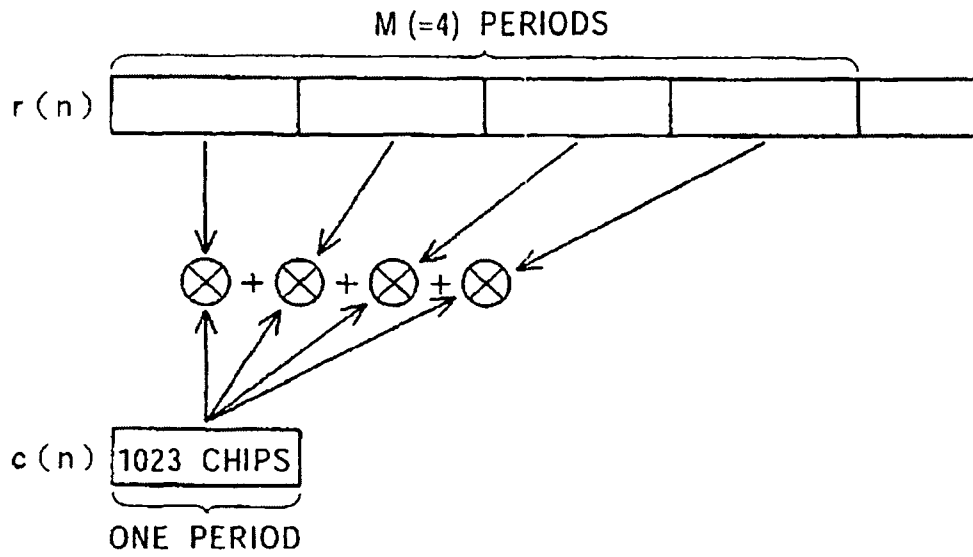 M (=4) PERIODS
r (n)
+ + +
c (n) 1023 CHIPS
ONE PERIOD